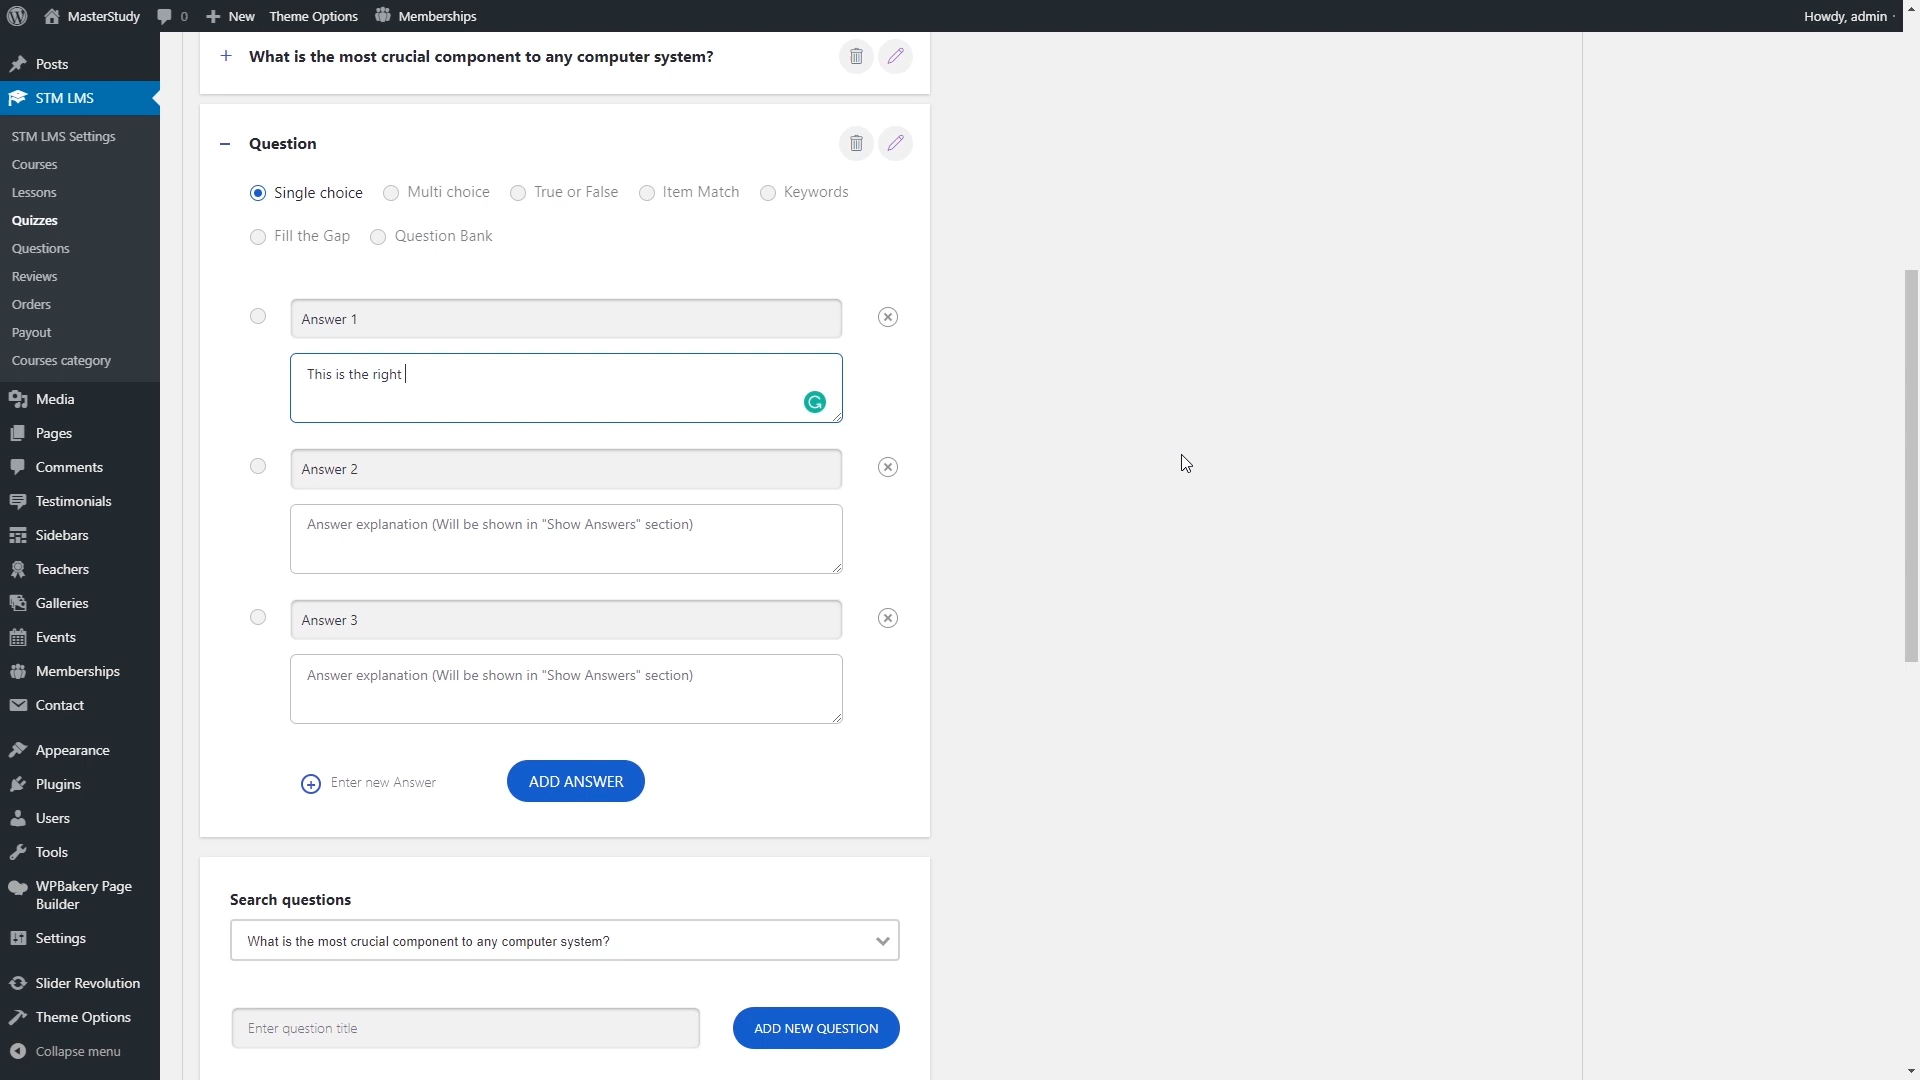 MasterStudy 0 New Theme Options Memberships Howdy, admin
Posts
STM LMS
STM LMS Settings
Courses
Lessons
Quizzes
Questions
Reviews
Orders
Payout
Courses category
Media
Pages
Comments
Testimonials
Sidebars
Teachers
Galleries
Events
Memberships
Contact
Appearance
Plugins
Users
Tools
WPBakery Page
Builder
Settings
Slider Revolution
Theme Options
Collapse menu
What is the most crucial component to any computer system?
Question
Single choice Multi choice True or False Item Match Keywords
Fill the Gap Question Bank
Answer 1
This is the right
Answer 2
Answer explanation (Will be shown in "Show Answers" section)
Answer 3
Answer explanation (Will be shown in "Show Answers" section)
Enter new Answer ADD ANSWER
Search questions
What is the most crucial component to any computer system?
Enter question title ADD NEW QUESTION